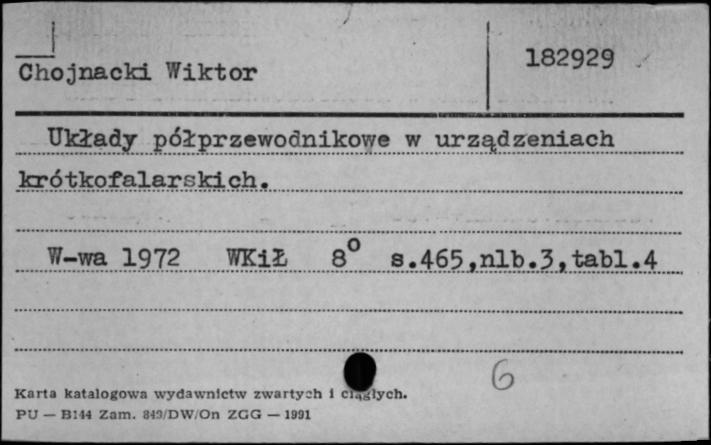 Chojnacki Wiktor
182929
Układy półprzewodnikowe w urządzeniach
krótkofalarskich.
W-wa 1972 WKiŁ 8° s.465,nlb.3,tabl.4
6
Karta katalogowa wydawnictw zwartych i ciągłych.
PU — B144 Zam. 849/DW/On ZGG — 1991